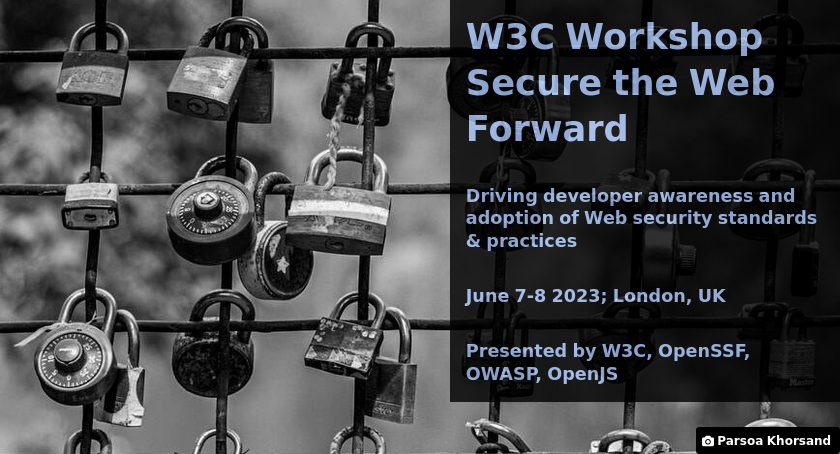 W3C Workshop
Secure the Web
Forward
Driving developer awareness and
adoption of Web security standards
& practices
June 7-8 2023; London, UK
Presented by W3C, OpenSSF,
OWASP, OpenJS
Parsoa Khorsand